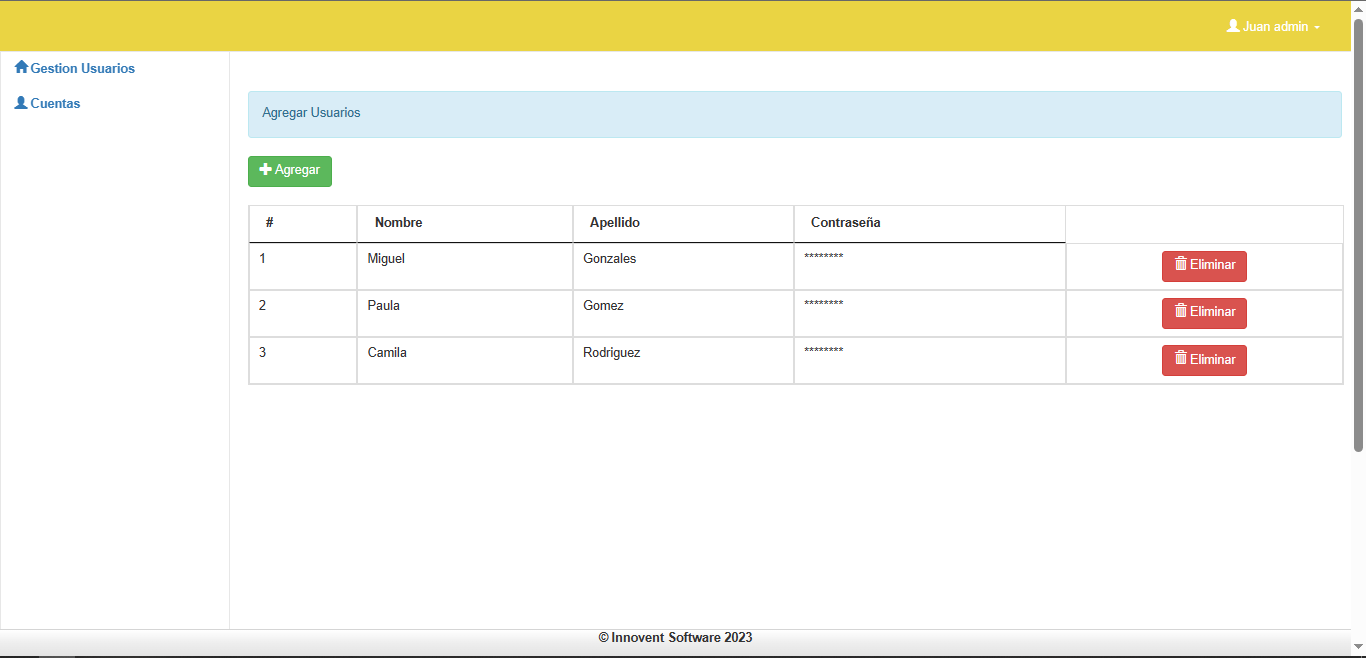 Juan admin
Gestion Usuarios
Cuentas
Agregar Usuarios
Agregar
# Nombre Apellido Contraseña
1 Miguel Gonzales ******** Eliminar
2 Paula Gomez ******** Eliminar
3 Camila Rodriguez ******** Eliminar
© Innovent Software 2023